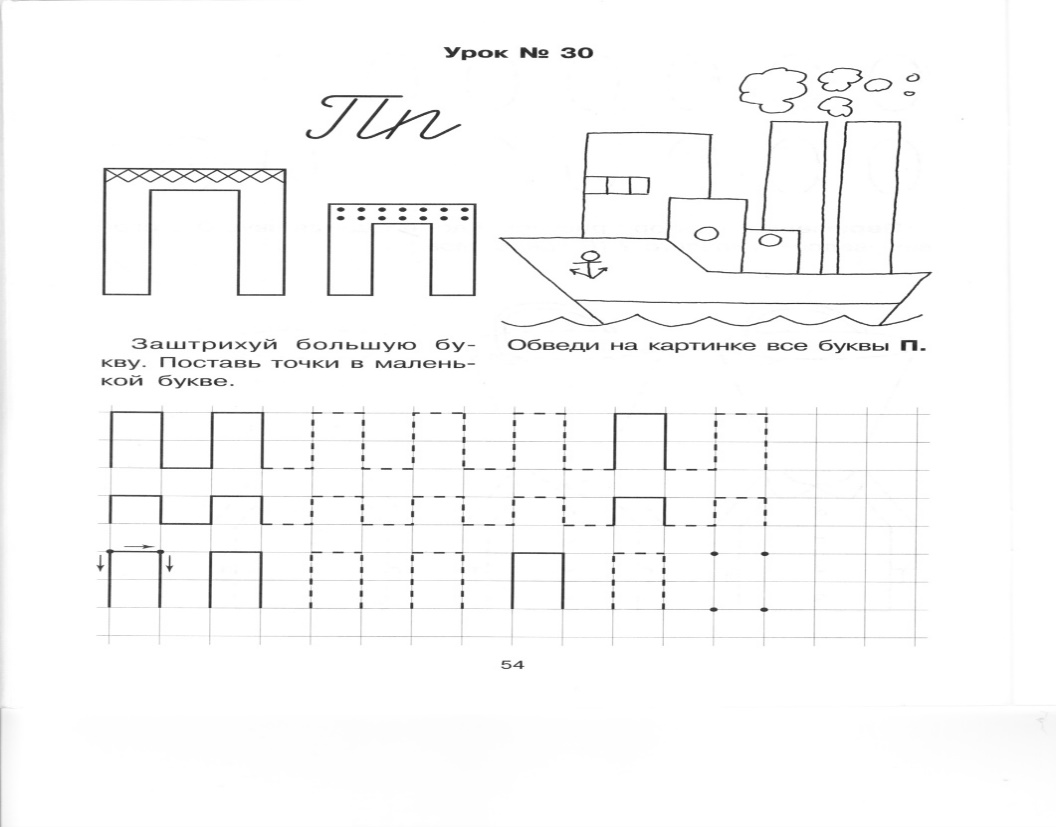 Урок № 30
Пп
Заштрихуй большую бу-
кву. Поставь точки в малень-
кой букве.
Обведи на картинке все буквы П.
54